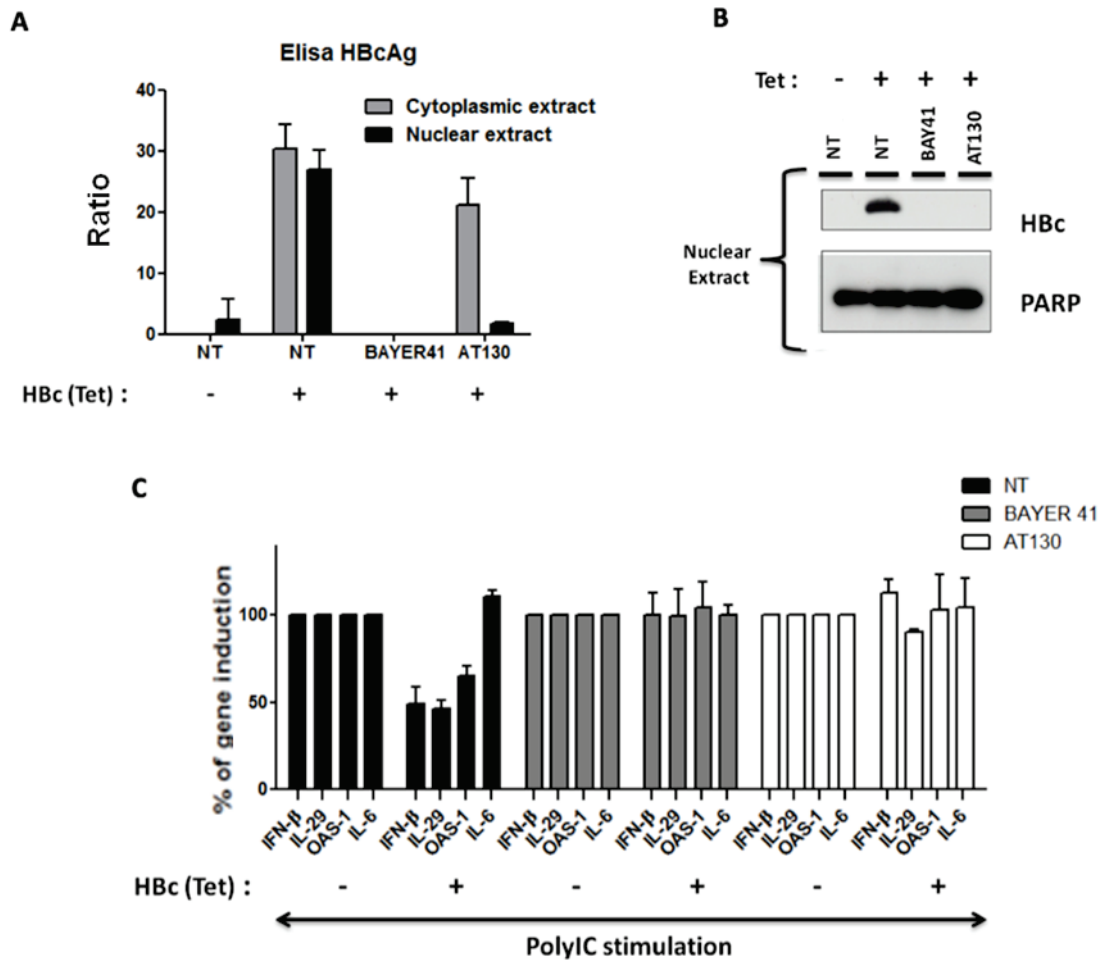 A
Elisa HBcAg
Ratio
40
30
20
10
0
Cytoplasmic extract
Nuclear extract
NT NT BAYER41 AT130
HBc (Tet) : - + + +
B
Tet : - + + +
NT NT BAY41 AT130
Nuclear
Extract
HBc
PARP
C
NT
BAYER 41
AT130
% of gene induction
100
50
0
IFN-β IL-29 OAS-1 IL-6 IFN-β IL-29 OAS-1 IL-6 IFN-β IL-29 OAS-1 IL-6 IFN-β IL-29 OAS-1 IL-6 IFN-β IL-29 OAS-1 IL-6 IFN-β IL-29 OAS-1 IL-6
HBc (Tet) : - + - + - +
PolyIC stimulation